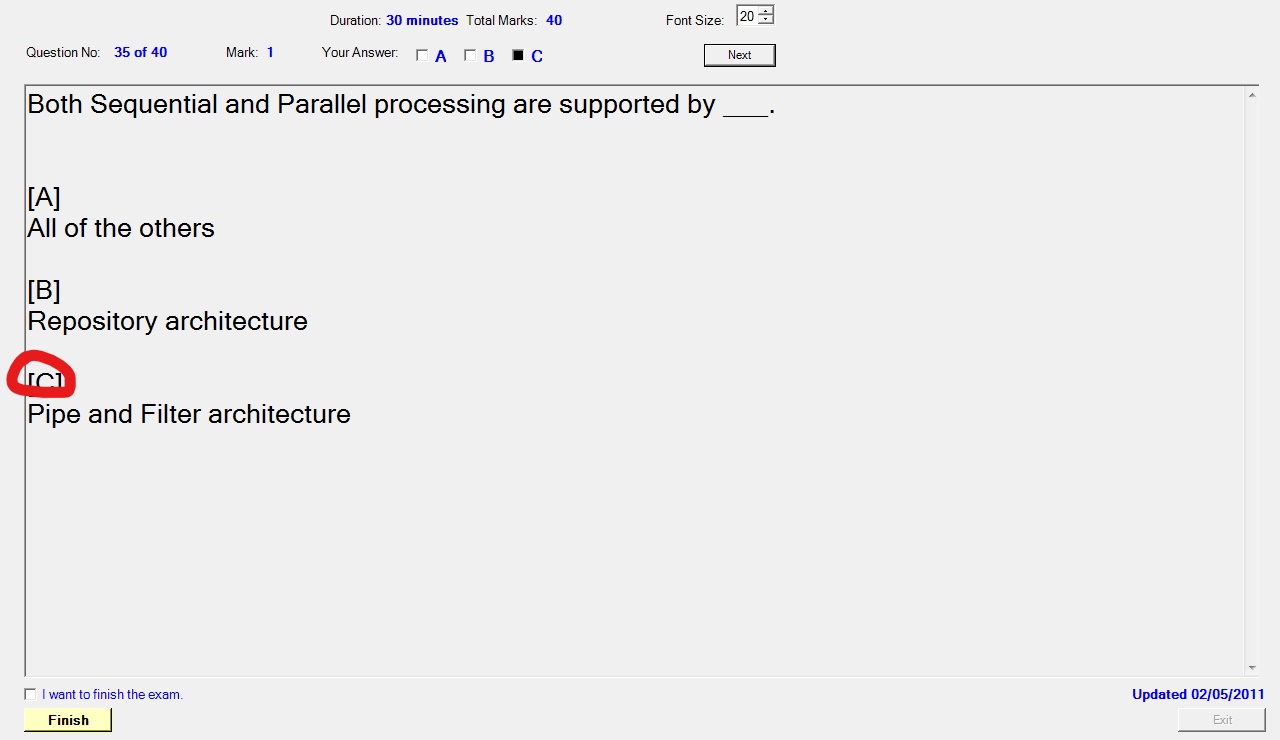 Duration: 30 minutes Total Marks: 40 Font Size: 20
Question No: 35 of 40 Mark: 1 Your Answer: A B C Next
Both Sequential and Parallel processing are supported by ___.
[A]
All of the others
[B]
Repository architecture
[C]
Pipe and Filter architecture
I want to finish the exam. Updated 02/05/2011
Finish Exit